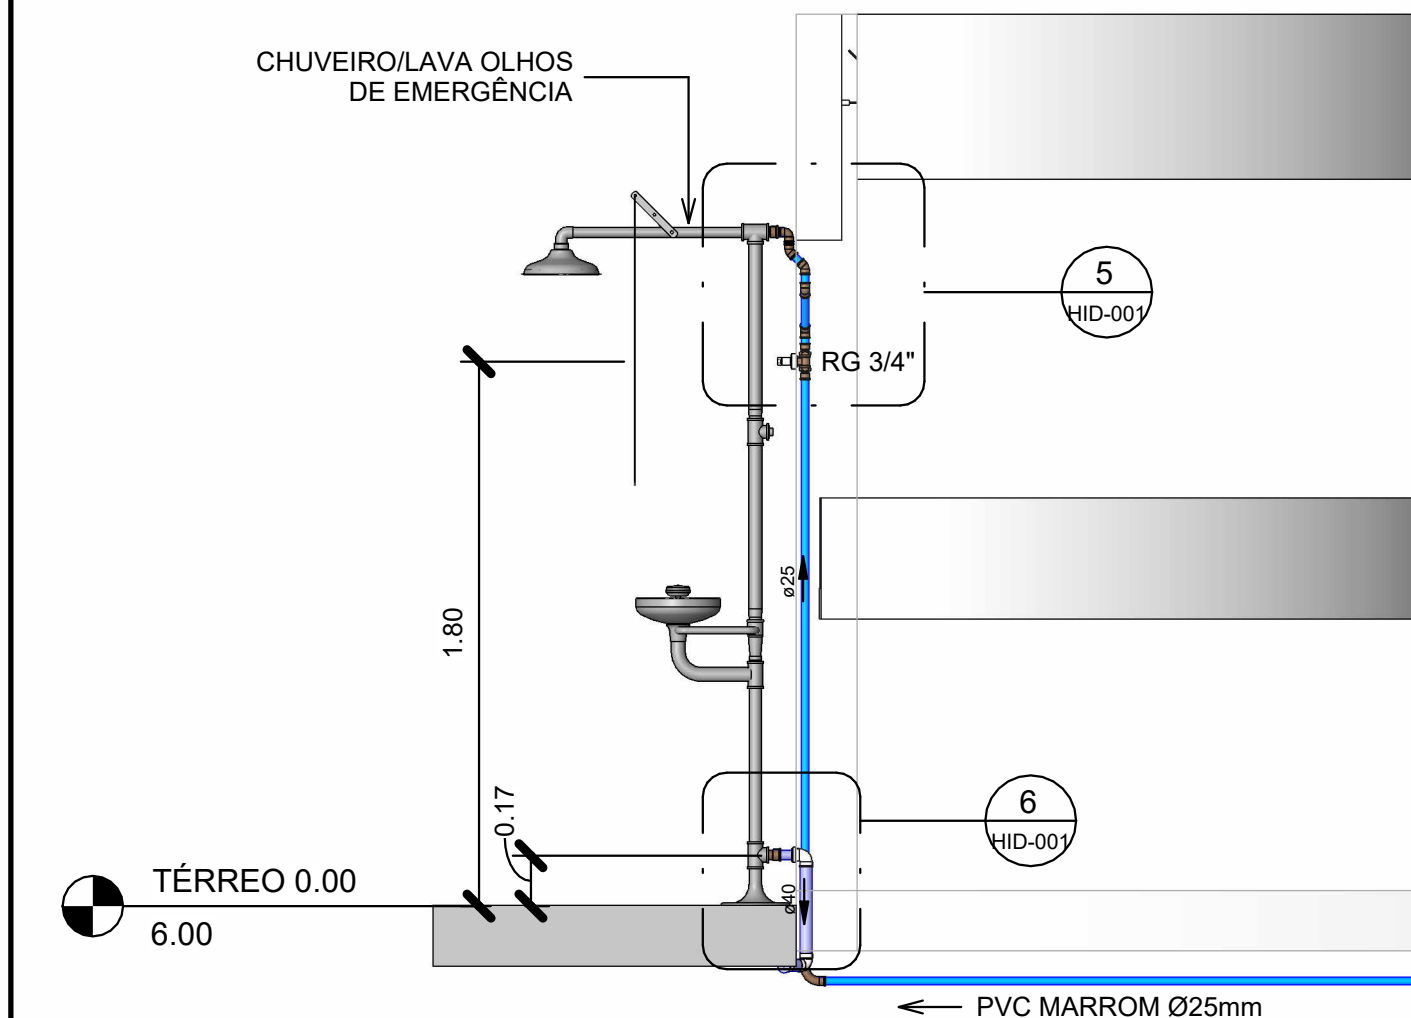 CHUVEIRO/LAVA OLHOS
DE EMERGÊNCIA
5
HID-001
RG 3/4"
ø25
1.80
6
HID-001
0.17
ø40
TÉRREO 0.00
6.00
PVC MARROM Ø25mm